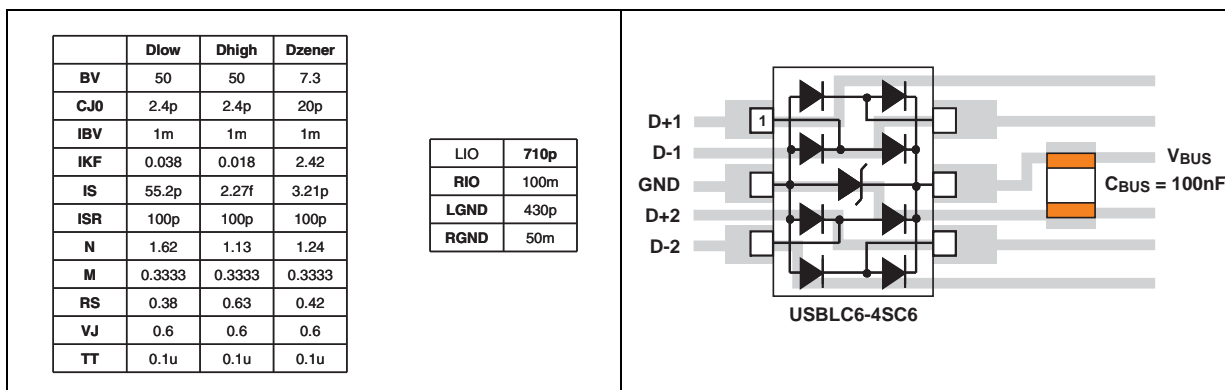 Dlow Dhigh Dzener
BV 50 50 7.3
CJ0 2.4p 2.4p 20p
IBV 1m 1m 1m
IKF 0.038 0.018 2.42
IS 55.2p 2.27f 3.21p
ISR 100p 100p 100p
N 1.62 1.13 1.24
M 0.3333 0.3333 0.3333
RS 0.38 0.63 0.42
VJ 0.6 0.6 0.6
TT 0.1u 0.1u 0.1u
LIO 710p
RIO 100m
LGND 430p
RGND 50m
D+1
1
D-1
GND
D+2
D-2
VBUS
CBUS = 100nF
USBLC6-4SC6